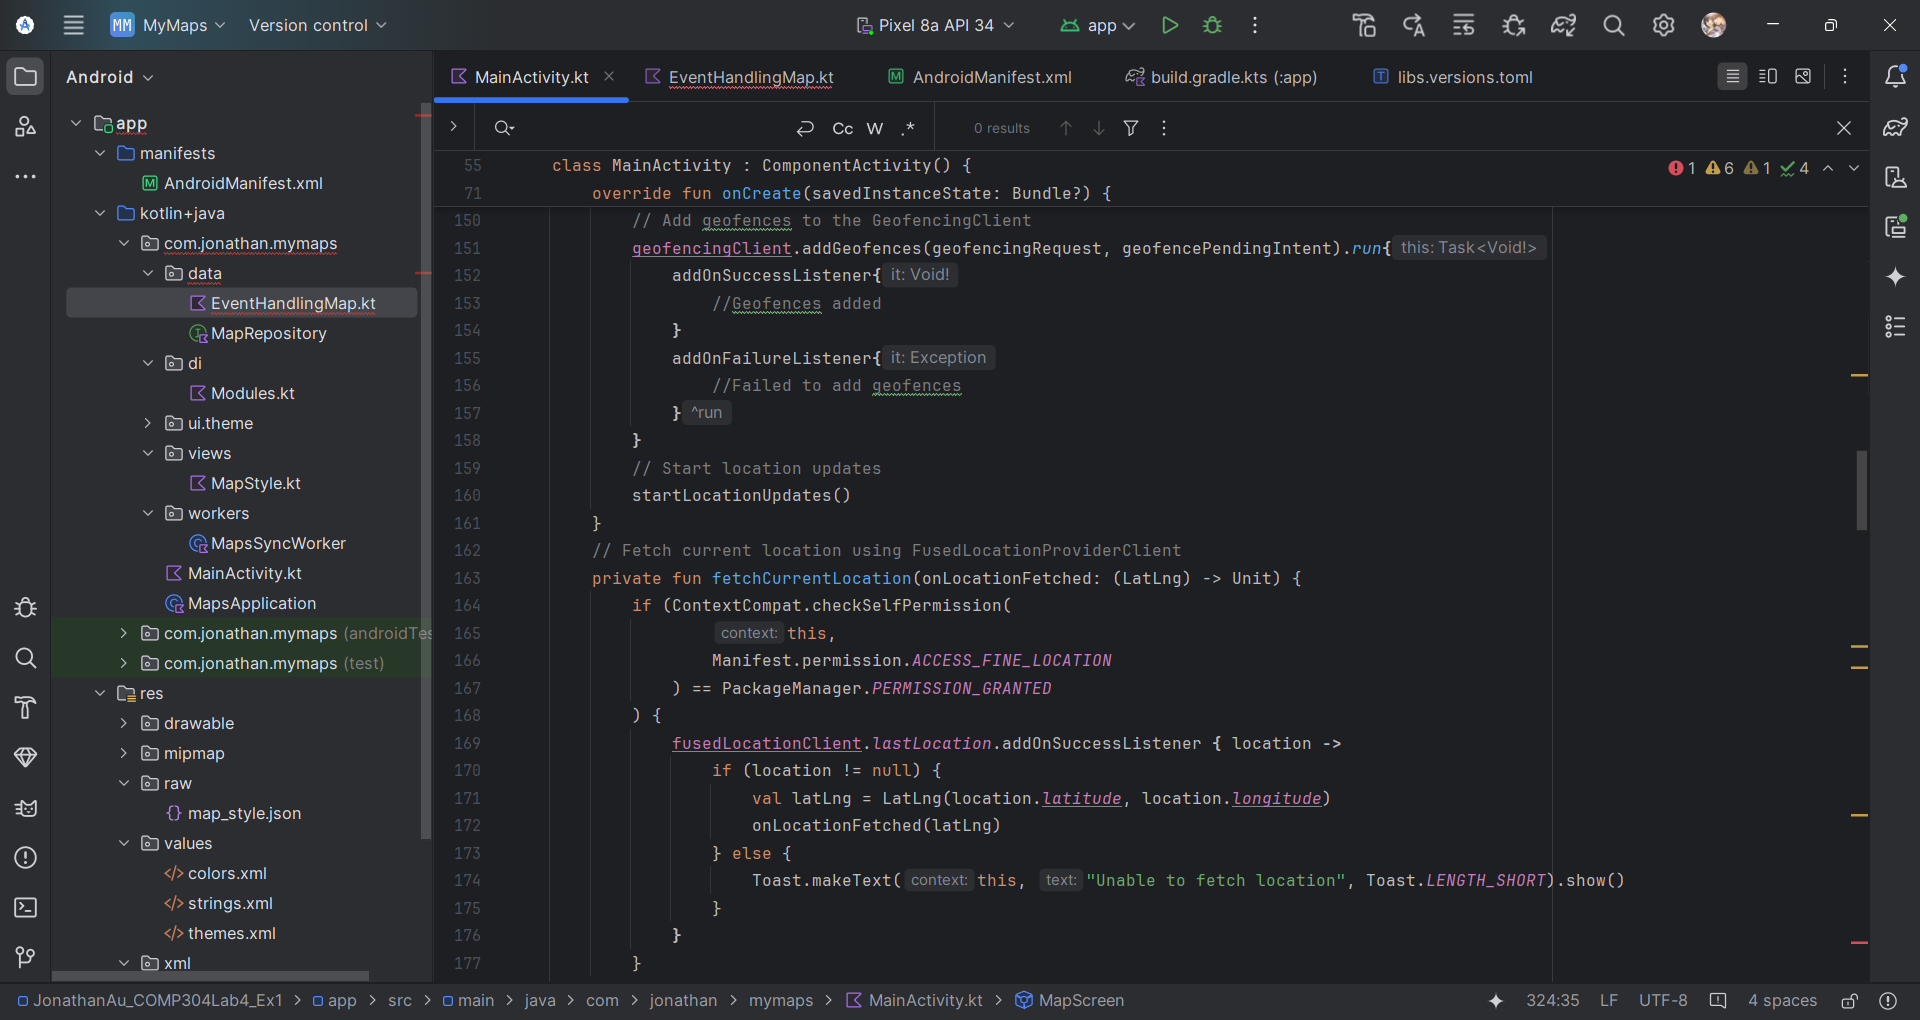 MM MyMaps Version control Pixel 8a API 34 app
Android
MainActivity.kt EventHandlingMap.kt AndroidManifest.xml build.gradle.kts (:app) libs.versions.toml
Cc W .* 0 results
app
manifests
AndroidManifest.xml
kotlin+java
com.jonathan.mymaps
data
EventHandlingMap.kt
MapRepository
di
Modules.kt
ui.theme
views
MapStyle.kt
workers
MapsSyncWorker
MainActivity.kt
MapsApplication
com.jonathan.mymaps (androidTes
com.jonathan.mymaps (test)
res
drawable
mipmap
raw
map_style.json
values
colors.xml
strings.xml
themes.xml
xml
1 6 1 4
55 class MainActivity : ComponentActivity() {
71 override fun onCreate(savedInstanceState: Bundle?) {
150 // Add geofences to the GeofencingClient
151 geofencingClient.addGeofences(geofencingRequest, geofencePendingIntent).run{ this: Task<Void!>
152 addOnSuccessListener{ it: Void!
153 //Geofences added
154 }
155 addOnFailureListener{ it: Exception
156 //Failed to add geofences
157 } ^run
158 }
159 // Start location updates
160 startLocationUpdates()
161 }
162 // Fetch current location using FusedLocationProviderClient
163 private fun fetchCurrentLocation(onLocationFetched: (LatLng) -> Unit) {
164 if (ContextCompat.checkSelfPermission(
165 context: this,
166 Manifest.permission.ACCESS_FINE_LOCATION
167 ) == PackageManager.PERMISSION_GRANTED
168 ) {
169 fusedLocationClient.lastLocation.addOnSuccessListener { location ->
170 if (location != null) {
171 val latLng = LatLng(location.latitude, location.longitude)
172 onLocationFetched(latLng)
173 } else {
174 Toast.makeText( context: this, text: "Unable to fetch location", Toast.LENGTH_SHORT).show()
175 }
176 }
177 }
JonathanAu_COMP304Lab4_Ex1 > app > src > main > java > com > jonathan > mymaps > MainActivity.kt > MapScreen 324:35 LF UTF-8 4 spaces